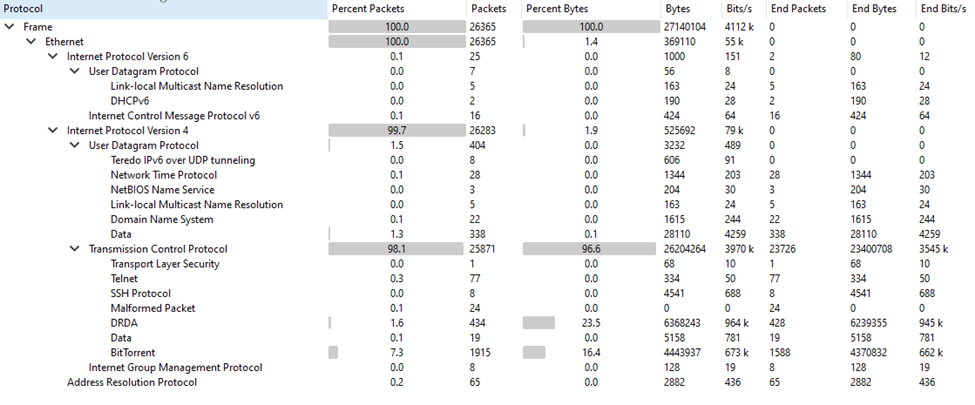 Protocol Percent Packets Packets Percent Bytes Bytes Bits/s End Packets End Bytes End Bits/s
Frame 100.0 26365 100.0 27140104 4112 k 0 0 0
Ethernet 100.0 26365 1.4 369110 55 k 0 0 0
Internet Protocol Version 6 0.1 25 0.0 1000 151 2 80 12
User Datagram Protocol 0.0 7 0.0 56 8 0 0 0
Link-local Multicast Name Resolution 0.0 5 0.0 163 24 5 163 24
DHCPv6 0.0 2 0.0 190 28 2 190 28
Internet Control Message Protocol v6 0.1 16 0.0 424 64 16 424 64
Internet Protocol Version 4 99.7 26283 1.9 525692 79 k 0 0 0
User Datagram Protocol 1.5 404 0.0 3232 489 0 0 0
Teredo IPv6 over UDP tunneling 0.0 8 0.0 606 91 0 0 0
Network Time Protocol 0.1 28 0.0 1344 203 28 1344 203
NetBIOS Name Service 0.0 3 0.0 204 30 3 204 30
Link-local Multicast Name Resolution 0.0 5 0.0 163 24 5 163 24
Domain Name System 0.1 22 0.0 1615 244 22 1615 244
Data 1.3 338 0.1 28110 4259 338 28110 4259
Transmission Control Protocol 98.1 25871 96.6 26204264 3970 k 23726 23400708 3545 k
Transport Layer Security 0.0 1 0.0 68 10 1 68 10
Telnet 0.3 77 0.0 334 50 77 334 50
SSH Protocol 0.0 8 0.0 4541 688 8 4541 688
Malformed Packet 0.1 24 0.0 0 0 24 0 0
DRDA 1.6 434 23.5 6368243 964 k 428 6239355 945 k
Data 0.1 19 0.0 5158 781 19 5158 781
BitTorrent 7.3 1915 16.4 4443937 673 k 1588 4370832 662 k
Internet Group Management Protocol 0.0 8 0.0 128 19 8 128 19
Address Resolution Protocol 0.2 65 0.0 2882 436 65 2882 436